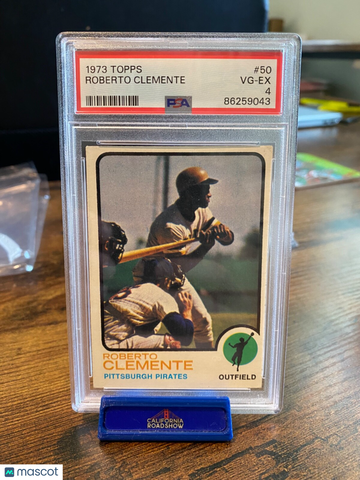 1973 TOPPS #50
ROBERTO CLEMENTE VG-EX
4
PSA 86259043
ROBERTO
CLEMENTE
PITTSBURGH PIRATES OUTFIELD
CALIFORNIA
ROADSHOW
mascot